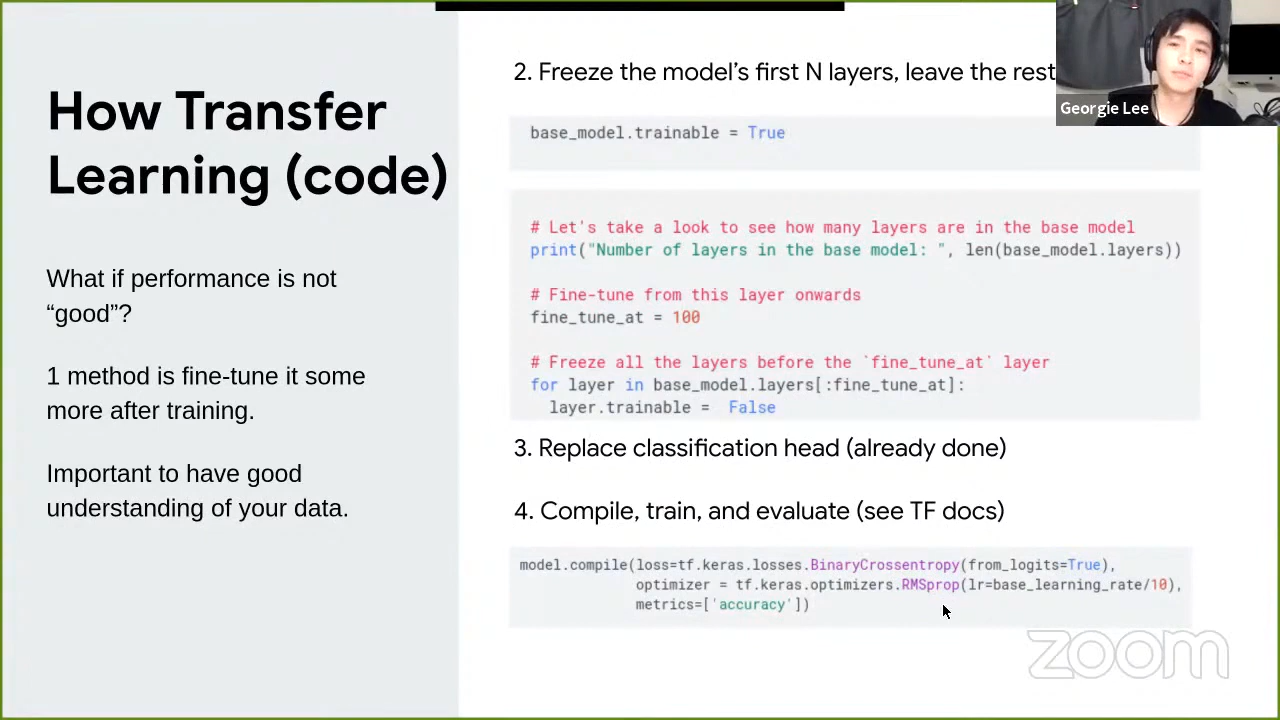 How Transfer
Learning (code)
What if performance is not
“good”?
1 method is fine-tune it some
more after training.
Important to have good
understanding of your data.
2. Freeze the model’s first N layers, leave the rest
Georgie Lee
base_model.trainable = True
# Let's take a look to see how many layers are in the base model
print("Number of layers in the base model: ", len(base_model.layers))
# Fine-tune from this layer onwards
fine_tune_at = 100
# Freeze all the layers before the `fine_tune_at` layer
for layer in base_model.layers[:fine_tune_at]:
  layer.trainable =  False
3. Replace classification head (already done)
4. Compile, train, and evaluate (see TF docs)
model.compile(loss=tf.keras.losses.BinaryCrossentropy(from_logits=True),
              optimizer = tf.keras.optimizers.RMSprop(lr=base_learning_rate/10),
              metrics=['accuracy'])
zoom